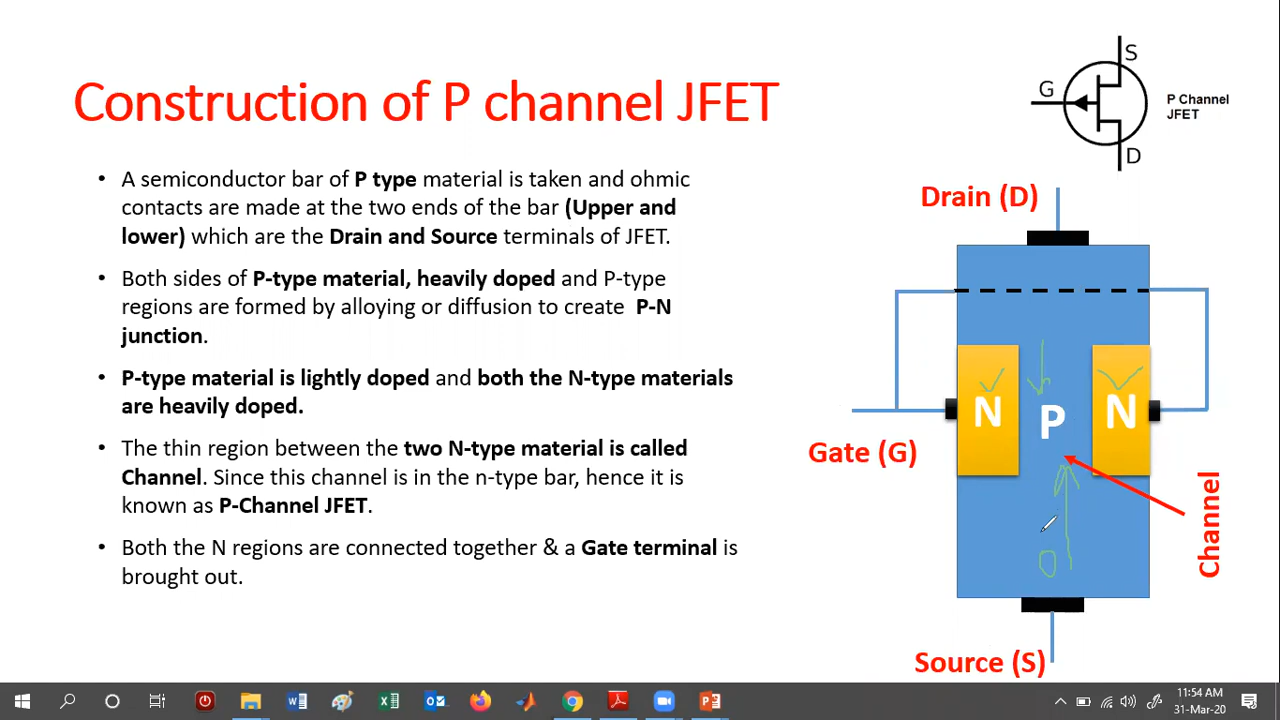 Construction of P channel JFET
• A semiconductor bar of P type material is taken and ohmic
contacts are made at the two ends of the bar (Upper and
lower) which are the Drain and Source terminals of JFET.
• Both sides of P-type material, heavily doped and P-type
regions are formed by alloying or diffusion to create P-N
junction.
• P-type material is lightly doped and both the N-type materials
are heavily doped.
• The thin region between the two N-type material is called
Channel. Since this channel is in the n-type bar, hence it is
known as P-Channel JFET.
• Both the N regions are connected together & a Gate terminal is
brought out.
S
G
P Channel
JFET
D
Drain (D)
N
P
N
Gate (G)
Channel
Source (S)
11:54 AM
31-Mar-20